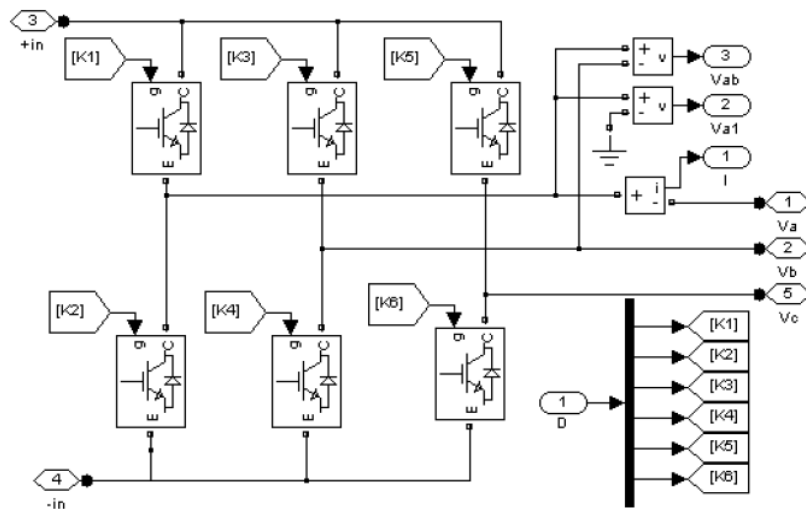 3
+in
[K1]
[K3]
[K5]
g
C
E
g
C
E
g
C
E
+
-
v
3
Vab
+
-
v
2
Va1
1
I
+
i
-
1
Va
2
Vb
5
Vc
[K2]
[K4]
[K6]
g
C
E
g
C
E
g
C
E
1
D
[K1]
[K2]
[K3]
[K4]
[K5]
[K6]
4
-in